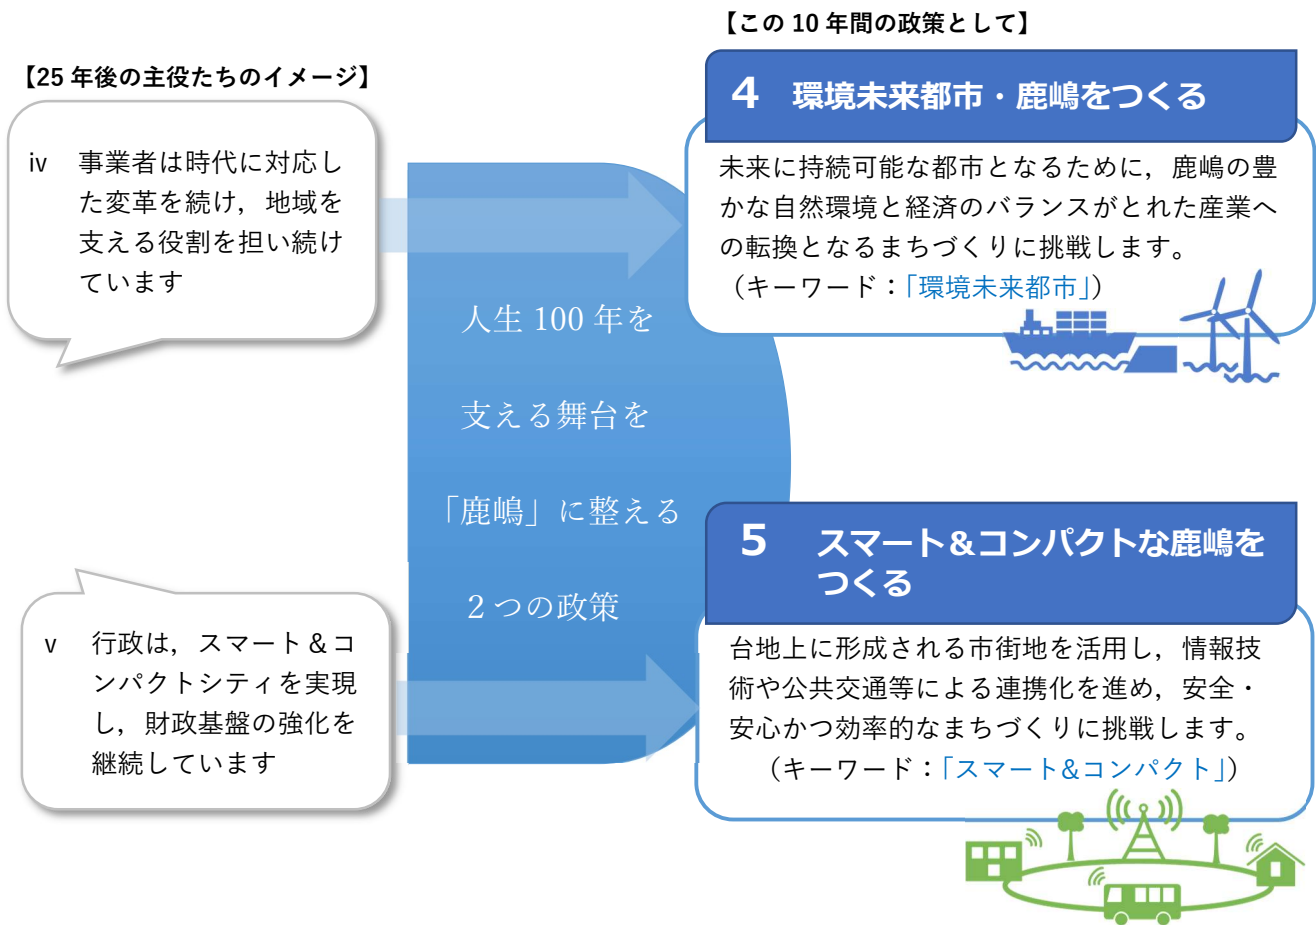 【この 10 年間の政策として】
【25 年後の主役たちのイメージ】
iv 事業者は時代に対応し
た変革を続け，地域を
支える役割を担い続け
ています
4 環境未来都市・鹿嶋をつくる
未来に持続可能な都市となるために，鹿嶋の豊
かな自然環境と経済のバランスがとれた産業へ
の転換となるまちづくりに挑戦します。
（キーワード：「環境未来都市」）
人生 100 年を
支える舞台を
「鹿嶋」に整える
２つの政策
v 行政は，スマート＆コ
ンパクトシティを実現
し，財政基盤の強化を
継続しています
5 スマート&コンパクトな鹿嶋を
つくる
台地上に形成される市街地を活用し，情報技
術や公共交通等による連携化を進め，安全・
安心かつ効率的なまちづくりに挑戦します。
（キーワード：「スマート&コンパクト」）